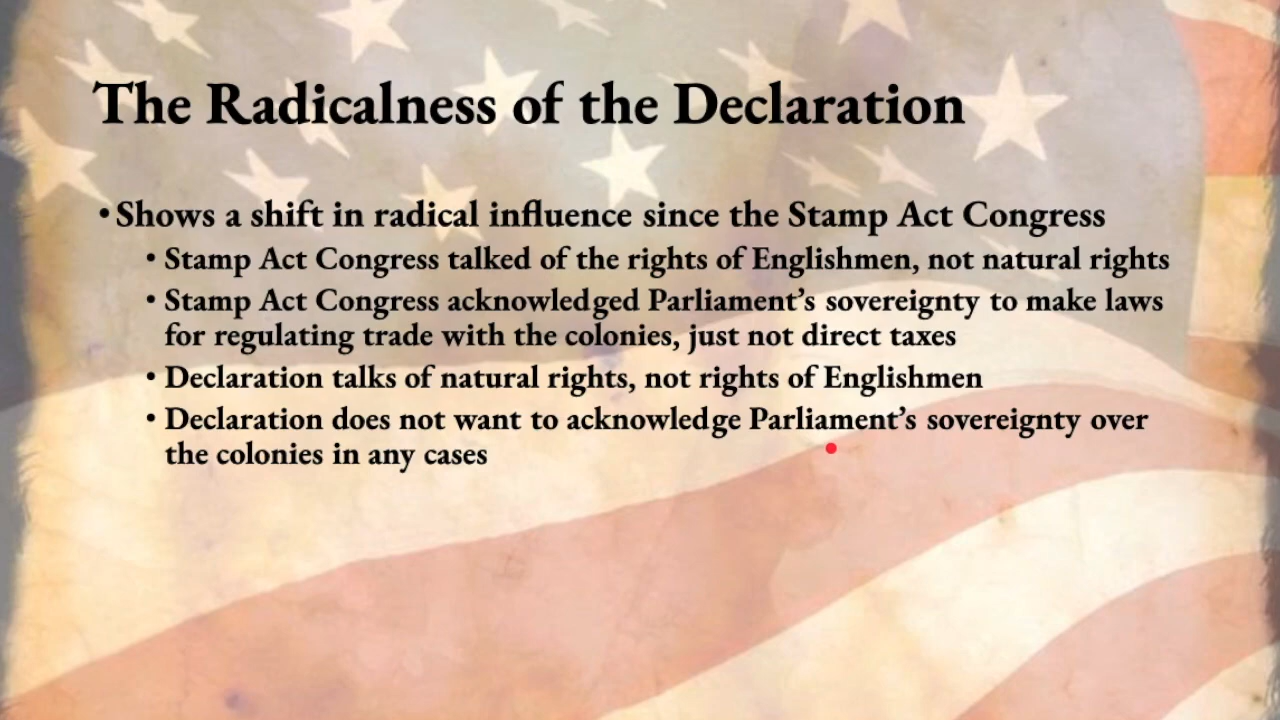 The Radicalness of the Declaration
•Shows a shift in radical influence since the Stamp Act Congress
• Stamp Act Congress talked of the rights of Englishmen, not natural rights
• Stamp Act Congress acknowledged Parliament’s sovereignty to make laws
for regulating trade with the colonies, just not direct taxes
• Declaration talks of natural rights, not rights of Englishmen
• Declaration does not want to acknowledge Parliament’s sovereignty over
the colonies in any cases